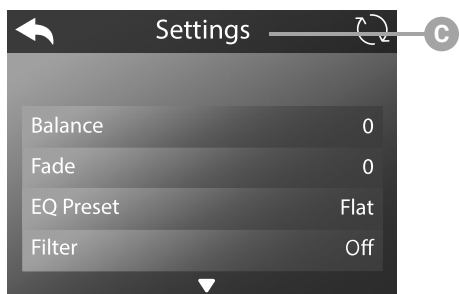 Settings
C
Balance 0
Fade 0
EQ Preset Flat
Filter Off